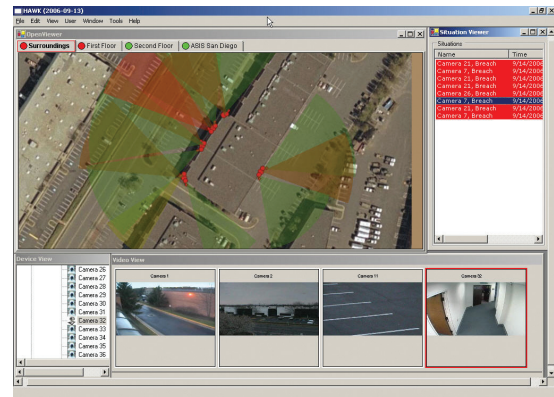 HAWK (2006-09-13)
File Edit View User Window Tools Help
OpenViewer
Surroundings First Floor Second Floor ASIS San Diego
Situation Viewer
Situations
Name Time
Camera 21, Breach 9/14/2006
Camera 7, Breach 9/14/2006
Camera 21, Breach 9/14/2006
Camera 21, Breach 9/14/2006
Camera 26, Breach 9/14/2006
Camera 7, Breach 9/14/2006
Camera 21, Breach 9/14/2006
Camera 7, Breach 9/14/2006
Device View
Camera 26
Camera 27
Camera 28
Camera 29
Camera 30
Camera 31
Camera 32
Camera 33
Camera 34
Camera 35
Camera 36
Video View
Camera 1 Camera 2 Camera 11 Camera 32